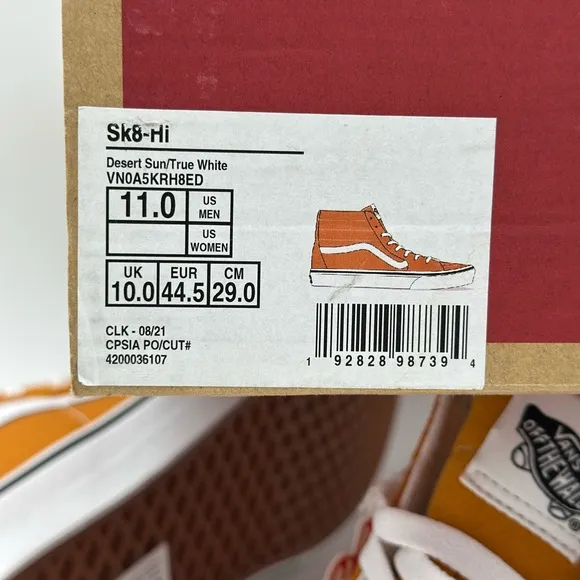 Sk8-Hi
Desert Sun/True White
VN0A5KRH8ED
11.0 US MEN
US WOMEN
UK EUR CM
10.0 44.5 29.0
CLK - 08/21
CPSIA PO/CUT#
4200036107
1 92828 98739 4
VANS
"OFF THE WALL"